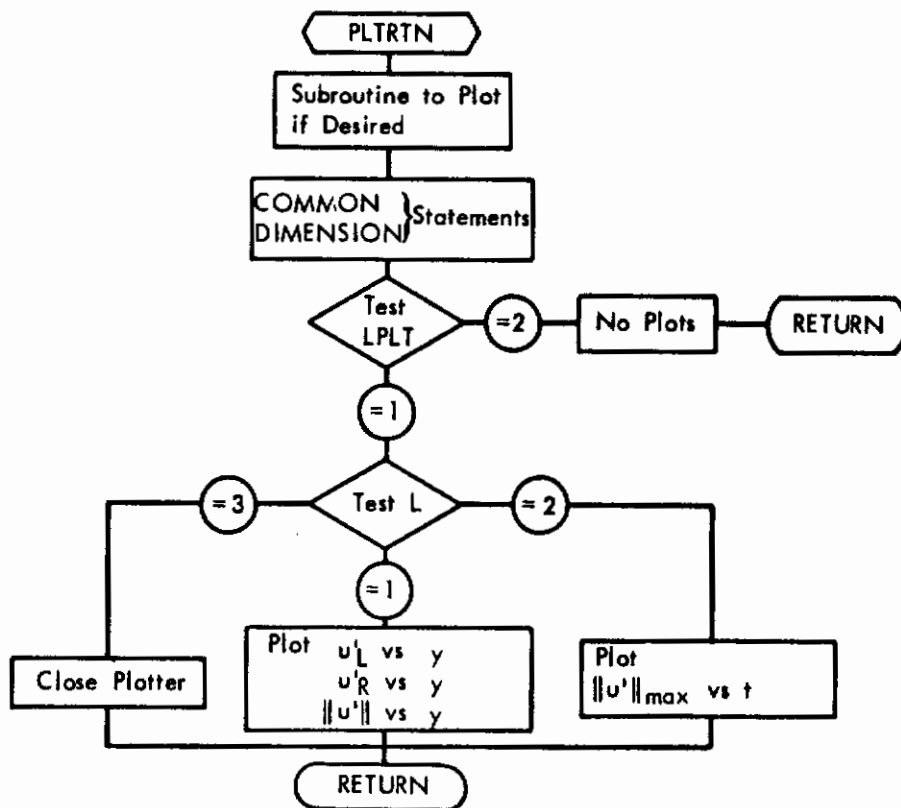 PLTRTN
Subroutine to Plot
if Desired
COMMON
DIMENSION } Statements
Test
LPLT
=2
No Plots
RETURN
=1
=3
Test L
=2
=1
Plot u'L vs y
u'R vs y
||u'|| vs y
Close Plotter
Plot
||u'||max vs t
RETURN